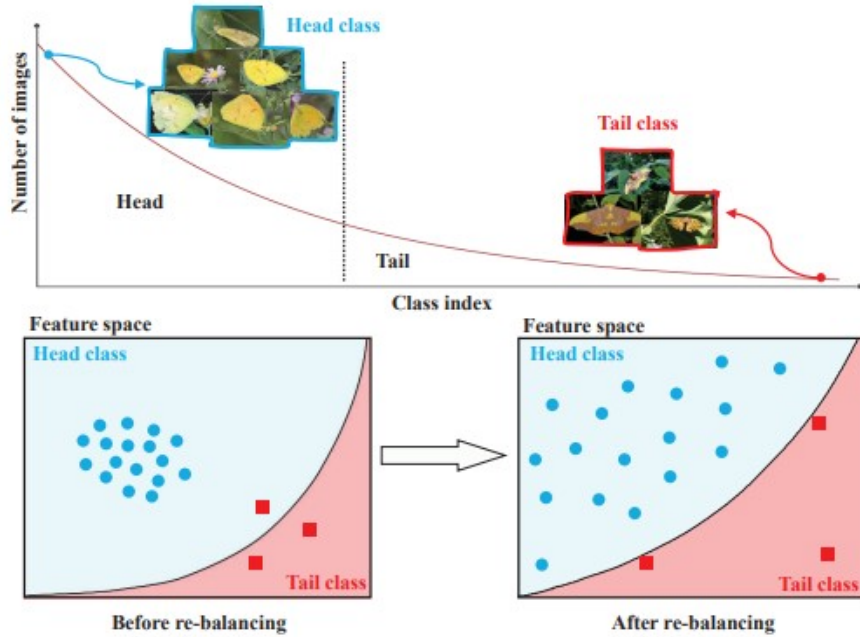 Number of images
Head class
Tail class
Head
Tail
Class index
Feature space
Head class
Tail class
Before re-balancing
Feature space
Head class
Tail class
After re-balancing